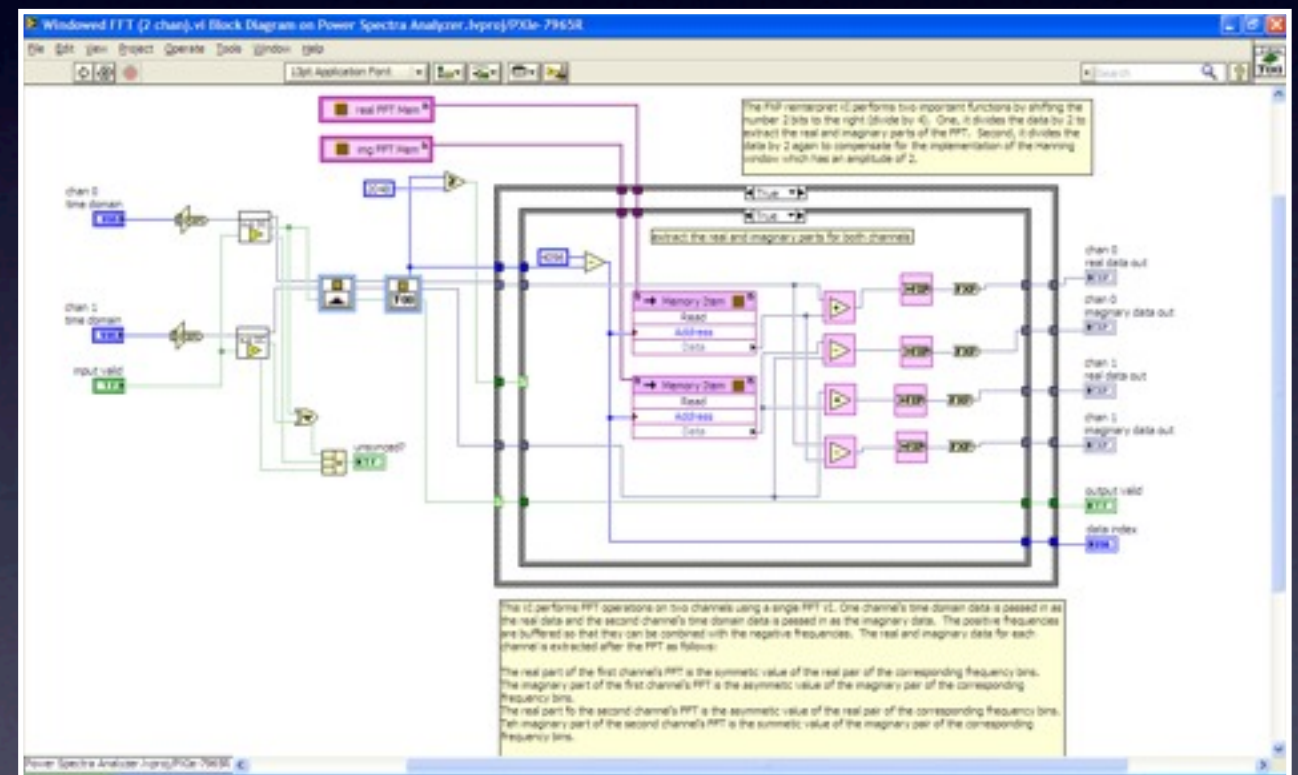 Windowed FFT (2 chan).vi Block Diagram on Power Spectra Analyzer.lvproj/PXIe-7965R
File Edit View Project Operate Tools Window Help
13pt Application Font
Search
real FFT Mem
img FFT Mem
The FXP reinterpret VI performs two important functions by shifting the
number 2 bits to the right (divide by 4). One, it divides the data by 2 to
extract the real and imaginary parts of the FFT. Second, it divides the
data by 2 again to compensate for the implementation of the Hanning
window which has an amplitude of 2.
chan 0
time domain
chan 1
time domain
input valid
TF
unsynced?
TF
True
True
extract the real and imaginary parts for both channels
4096
Memory Item
Read
Address
Data
Memory Item
Read
Address
Data
FXP
FXP
FXP
FXP
chan 0
real data out
chan 0
imaginary data out
chan 1
real data out
chan 1
imaginary data out
output valid
TF
data index
This VI performs FFT operations on two channels using a single FFT VI. One channel's time domain data is passed in as
the real data and the second channel's time domain data is passed in as the imaginary data. The positive frequencies
are buffered so that they can be combined with the negative frequencies. The real and imaginary data for each
channel is extracted after the FFT as follows:
The real part of the first channel's FFT is the symmetic value of the real pair of the corresponding frequency bins.
The imaginary part of the first channel's FFT is the asymmetic value of the imaginary pair of the corresponding
frequency bins.
The real part fo the second channel's FFT is the asymmetic value of the real pair of the corresponding frequency bins.
Teh imaginary part of the second channel's FFT is the symmetic value of the imaginary pair of the corresponding
frequency bins.
Power Spectra Analyzer.lvproj/PXIe-7965R